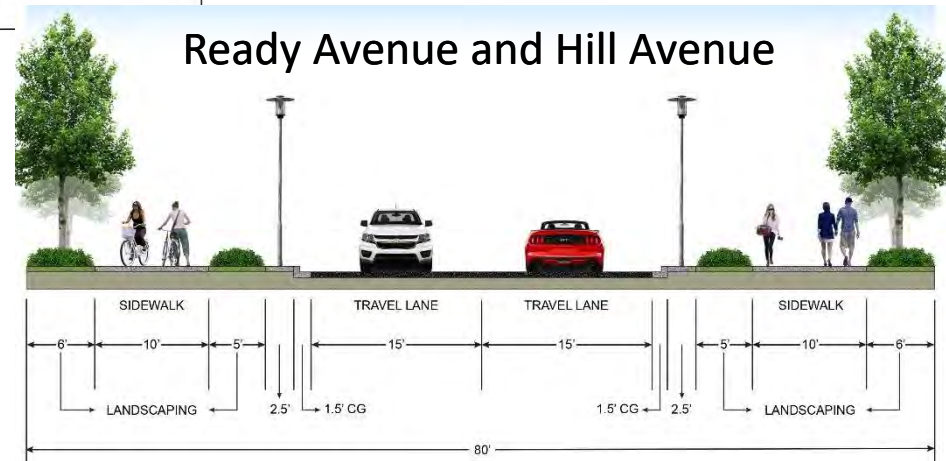 Ready Avenue and Hill Avenue
SIDEWALK TRAVEL LANE TRAVEL LANE SIDEWALK
6' 10' 5' 15' 15' 5' 10' 6'
LANDSCAPING 2.5' 1.5' CG 1.5' CG 2.5' LANDSCAPING
80'